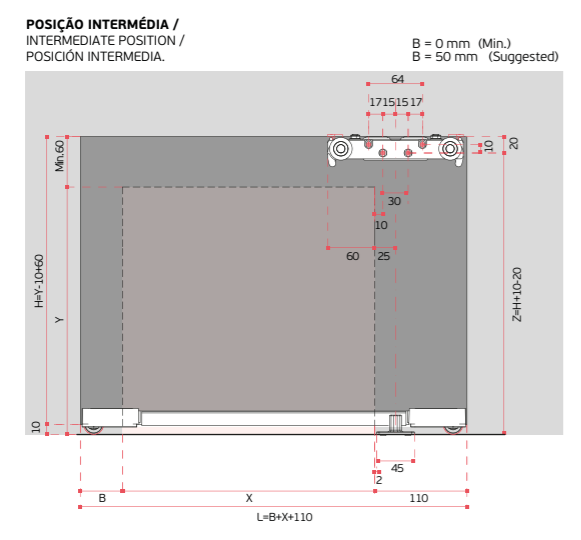 POSIÇÃO INTERMÉDIA /
INTERMEDIATE POSITION /
POSICIÓN INTERMEDIA.
B = 0 mm (Min.)
B = 50 mm (Suggested)
64
17 15 15 17
Min.60
10
20
30
10
60
25
H=Y-10+60
Y
Z=H+10-20
10
45
2
B
X
110
L=B+X+110